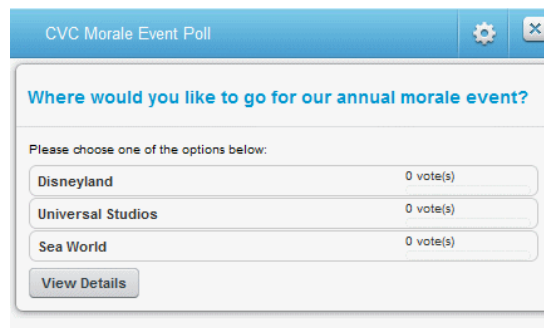 CVC Morale Event Poll
Where would you like to go for our annual morale event?
Please choose one of the options below:
Disneyland 0 vote(s)
Universal Studios 0 vote(s)
Sea World 0 vote(s)
View Details